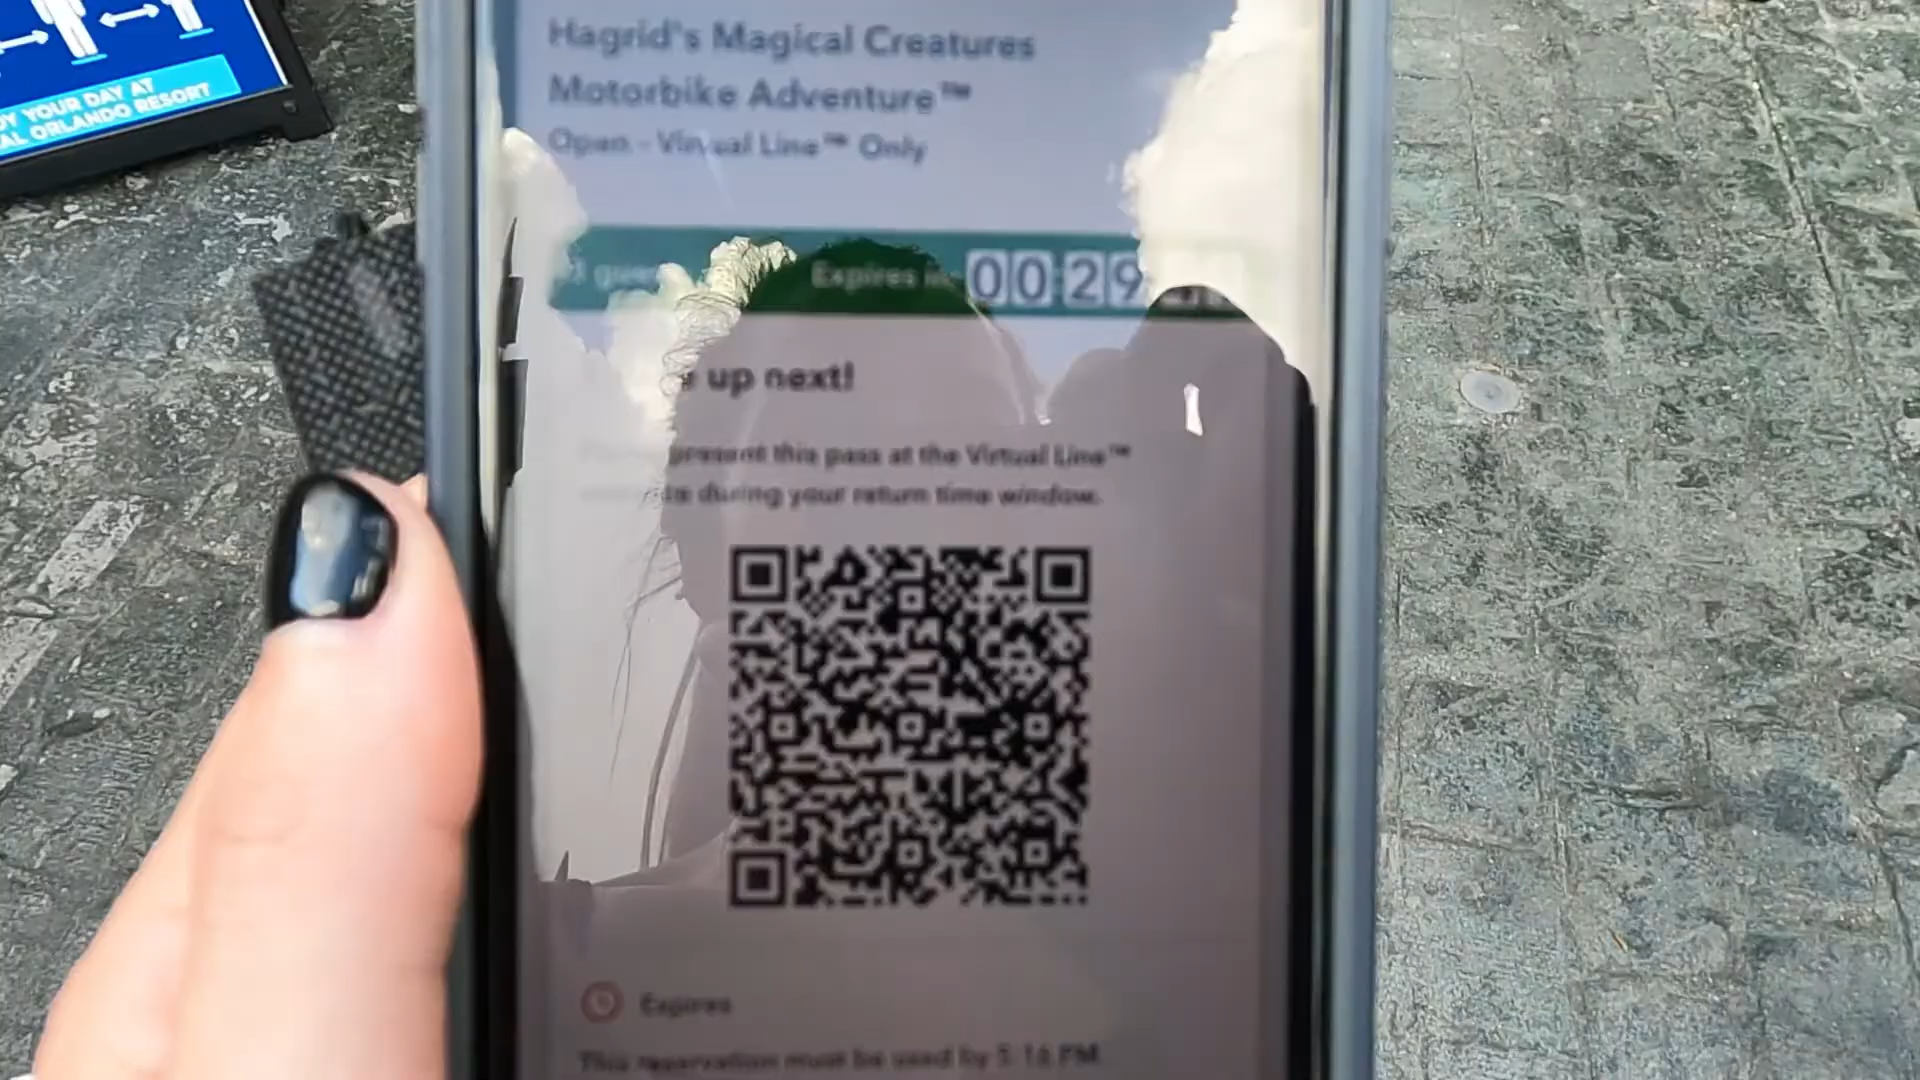 YOUR DAY AT
ORLANDO RESORT
Hagrid's Magical Creatures
Motorbike Adventure™
Open - Virtual Line™ Only
Expires 00:29
up next!
present this pass at the Virtual Line™
during your return time window.
Expires
This reservation must be used by 5:16 PM